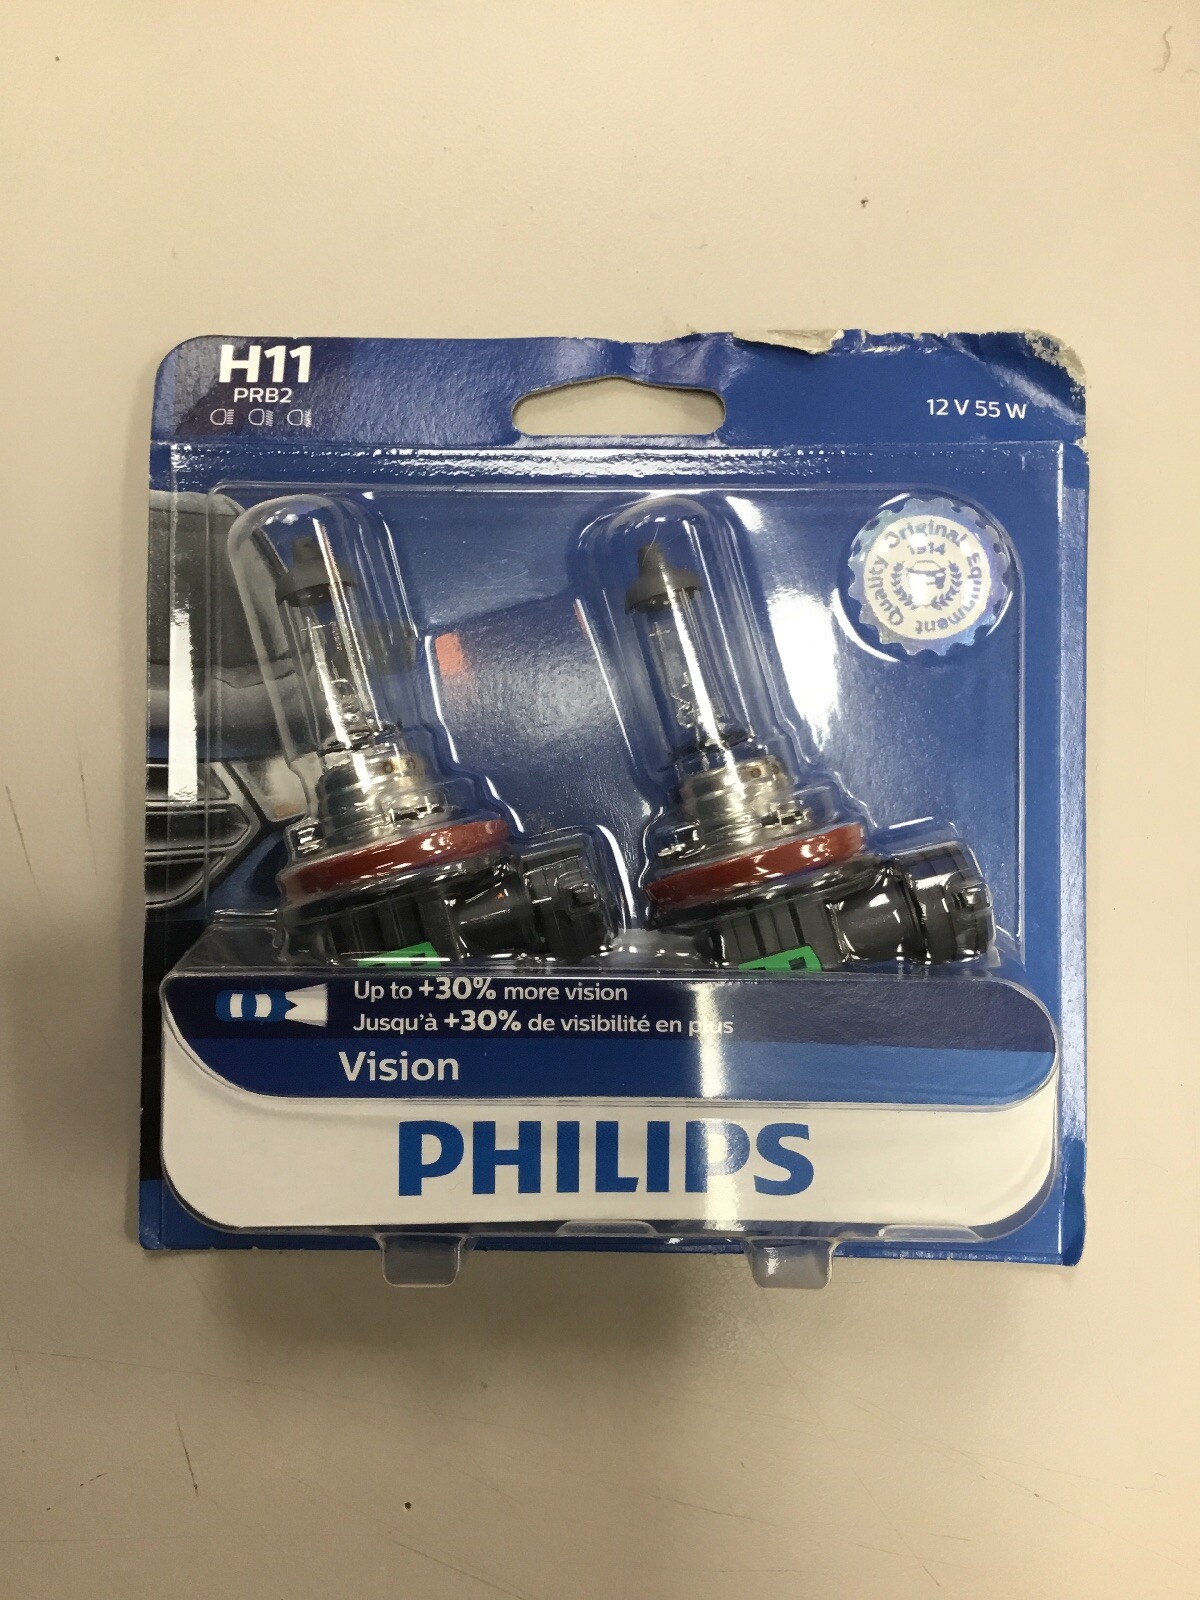 H11
PRB2
12 V 55 W
Original
1914
Quality
Equipment
Up to +30% more vision
Jusqu'à +30% de visibilité en plus
Vision
PHILIPS